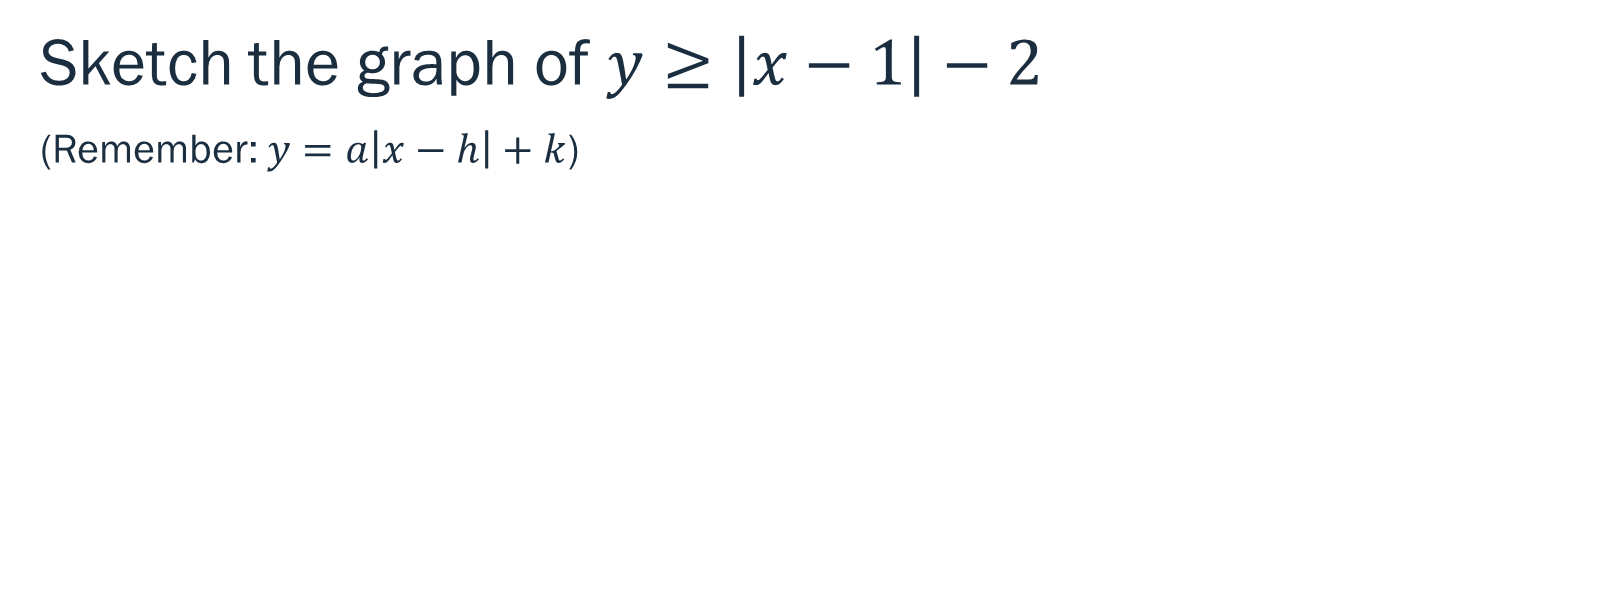 Sketch the graph of y ≥ |x − 1| − 2
(Remember: y = a|x − h| + k)